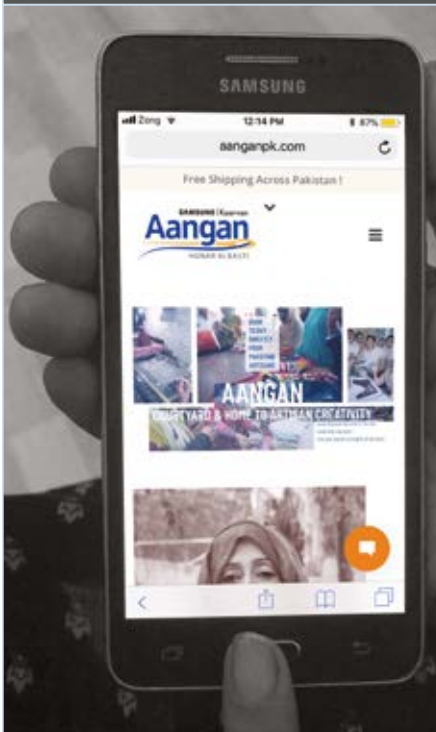 SAMSUNG
Zong 12:14 PM 87%
aanganpk.com
Free Shipping Across Pakistan !
SAMSUNG | Kaarvan
Aangan
HUNAR KI BASTI
AANGAN
COURTYARD & HOME TO ARTISAN CREATIVITY